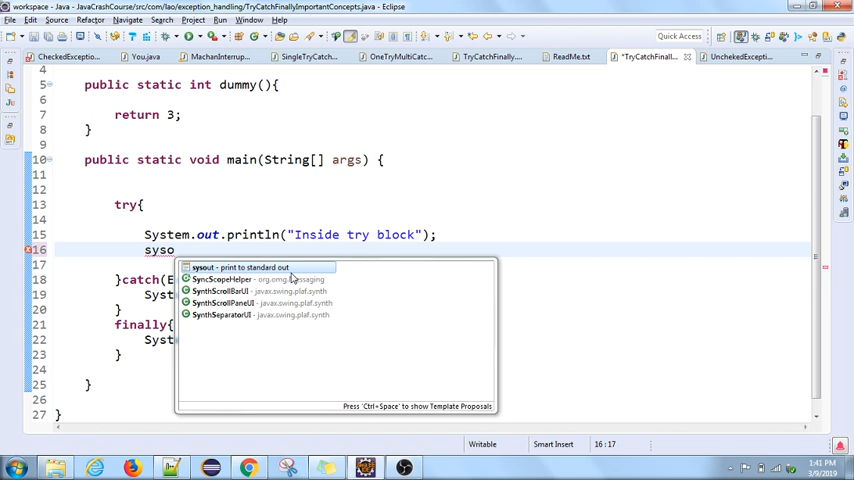 workspace - Java - JavaCrashCourse/src/com/lao/exception_handling/TryCatchFinallyImportantConcepts.java - Eclipse
File Edit Source Refactor Navigate Search Project Run Window Help
Quick Access
CheckedExceptio... You.java MachanInterrup... SingleTryCatch... OneTryMultiCatc... TryCatchFinally.... ReadMe.txt *TryCatchFinall... UncheckedExcepti...
4
5 public static int dummy(){
6
7 return 3;
8 }
9
10 public static void main(String[] args) {
11
12
13 try{
14
15 System.out.println("Inside try block");
16 syso
17
18 }catch(E
19 Syst
20 }
21 finally{
22 Syst
23 }
24
25 }
26
27 }
sysout - print to standard out
SyncScopeHelper - org.omg.Messaging
SynthScrollBarUI - javax.swing.plaf.synth
SynthScrollPaneUI - javax.swing.plaf.synth
SynthSeparatorUI - javax.swing.plaf.synth
Press 'Ctrl+Space' to show Template Proposals
Writable Smart Insert 16 : 17
1:41 PM
3/9/2019